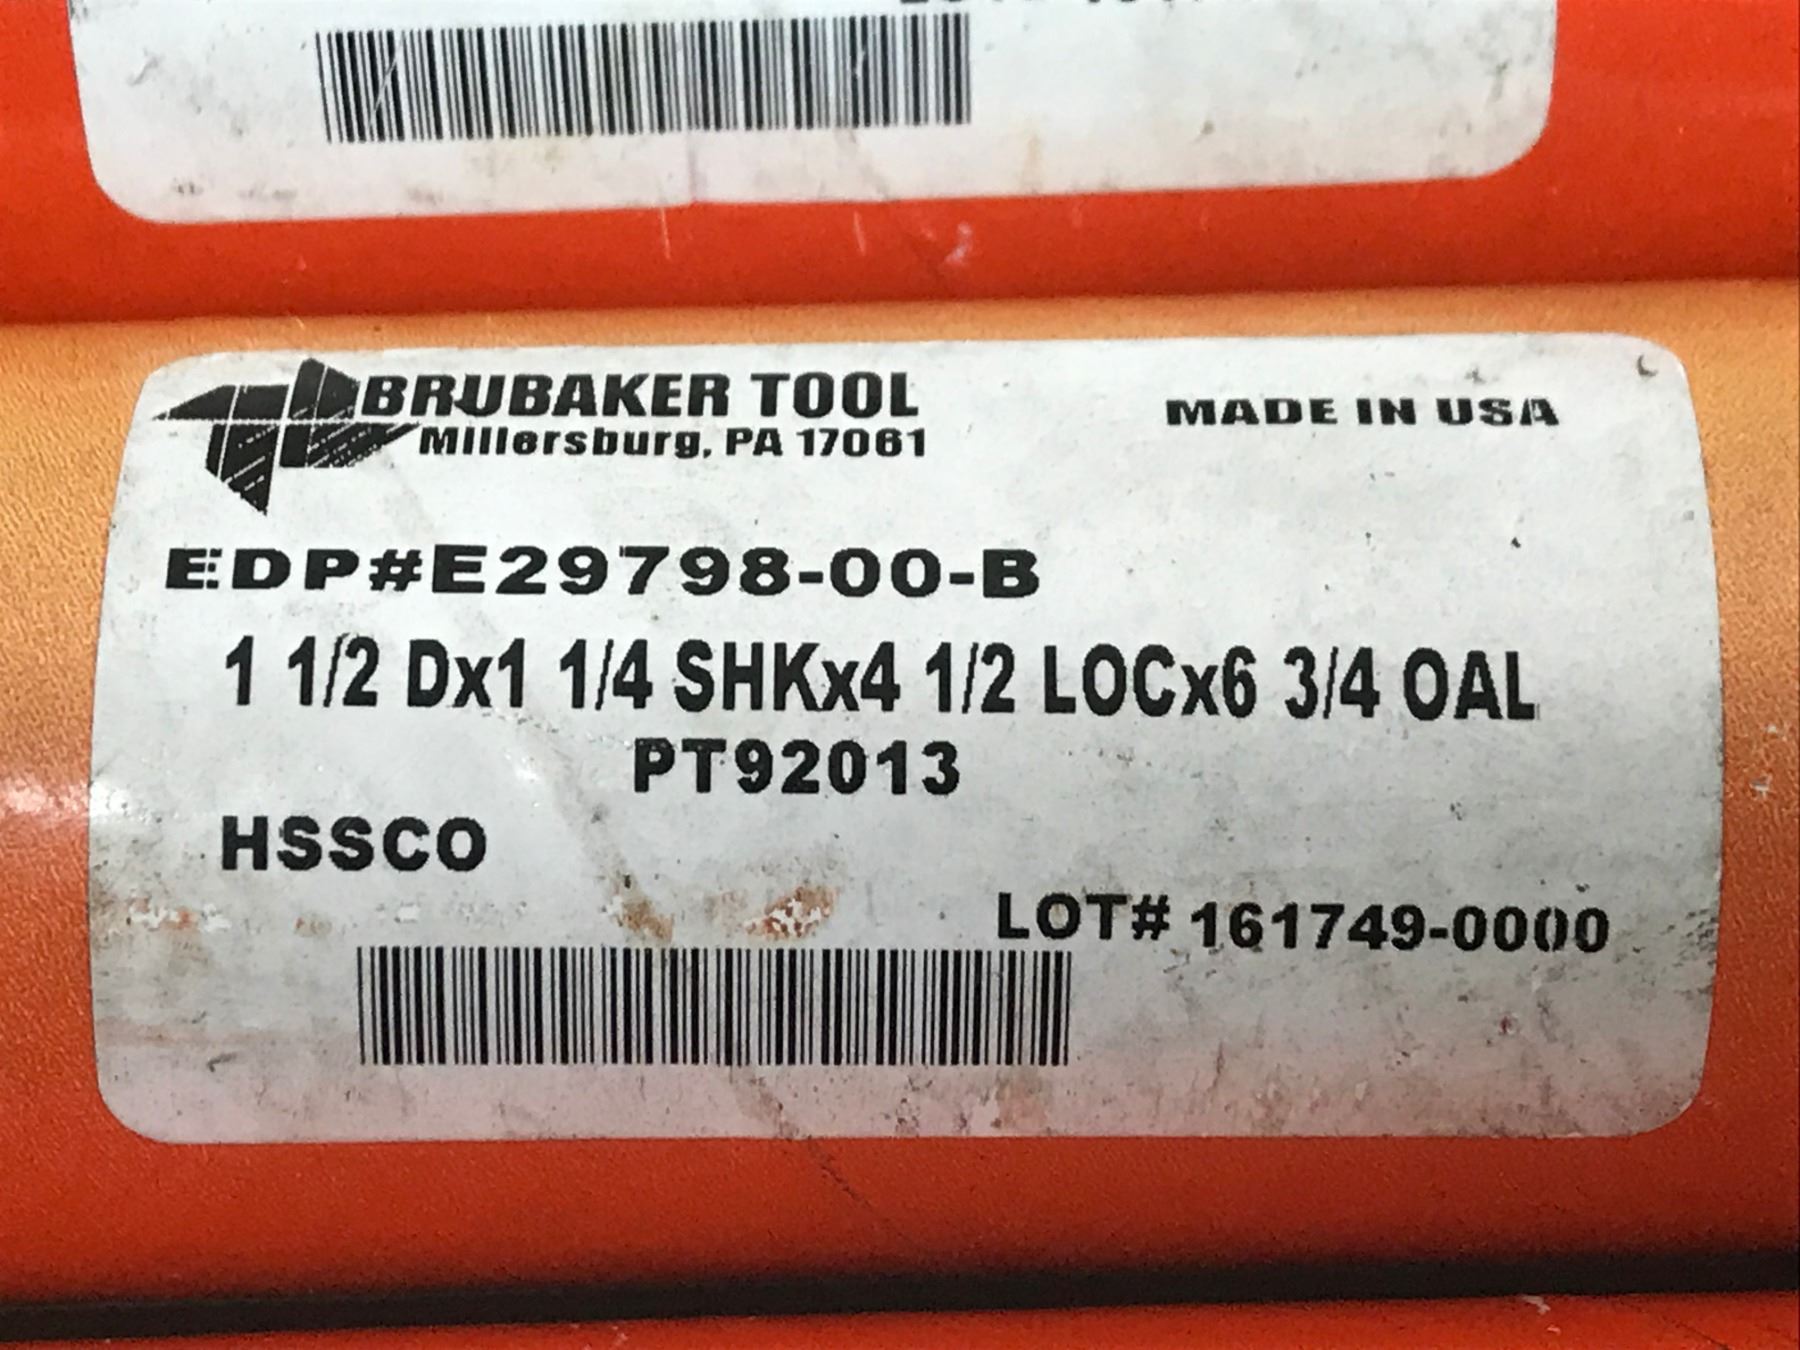 BRUBAKER TOOL
Millersburg, PA 17061
MADE IN USA
EDP#E29798-00-B
1 1/2 Dx1 1/4 SHKx4 1/2 LOCx6 3/4 OAL
PT92013
HSSCO
LOT# 161749-0000